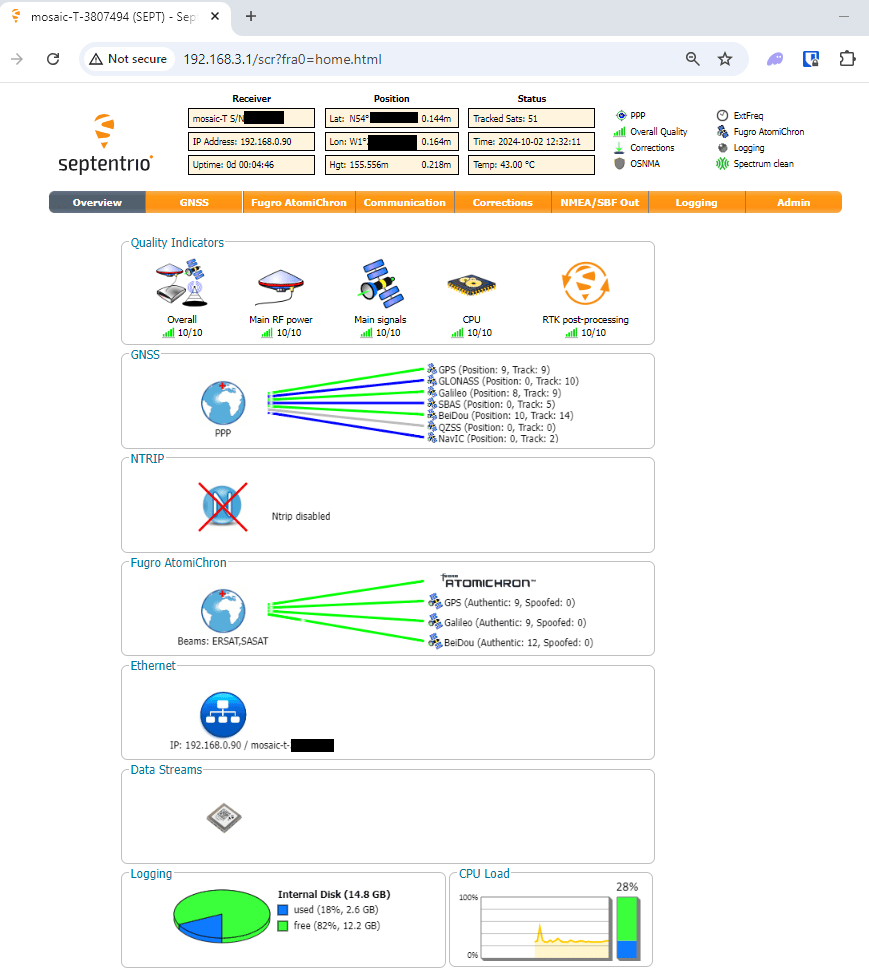 mosaic-T-3807494 (SEPT) - Sep
Not secure 192.168.3.1/scr?fra0=home.html
Receiver
mosaic-T S/N
IP Address: 192.168.0.90
Uptime: 0d 00:04:46
Position
Lat: N54° 0.144m
Lon: W1° 0.164m
Hgt: 155.556m 0.218m
Status
Tracked Sats: 51
Time: 2024-10-02 12:32:11
Temp: 43.00 °C
PPP
Overall Quality
Corrections
OSNMA
ExtFreq
Fugro AtomiChron
Logging
Spectrum clean
septentrio
Overview GNSS Fugro AtomiChron Communication Corrections NMEA/SBF Out Logging Admin
Quality Indicators
Overall
10/10
Main RF power
10/10
Main signals
10/10
CPU
10/10
RTK post-processing
10/10
GNSS
PPP
GPS (Position: 9, Track: 9)
GLONASS (Position: 0, Track: 10)
Galileo (Position: 8, Track: 9)
SBAS (Position: 0, Track: 5)
BeiDou (Position: 10, Track: 14)
QZSS (Position: 0, Track: 0)
NavIC (Position: 0, Track: 2)
NTRIP
N
Ntrip disabled
Fugro AtomiChron
Beams: ERSAT,SASAT
ATOMICHRON™
GPS (Authentic: 9, Spoofed: 0)
Galileo (Authentic: 9, Spoofed: 0)
BeiDou (Authentic: 12, Spoofed: 0)
Ethernet
IP: 192.168.0.90 / mosaic-t-
Data Streams
Logging
Internal Disk (14.8 GB)
used (18%, 2.6 GB)
free (82%, 12.2 GB)
CPU Load
28%
100%
0%